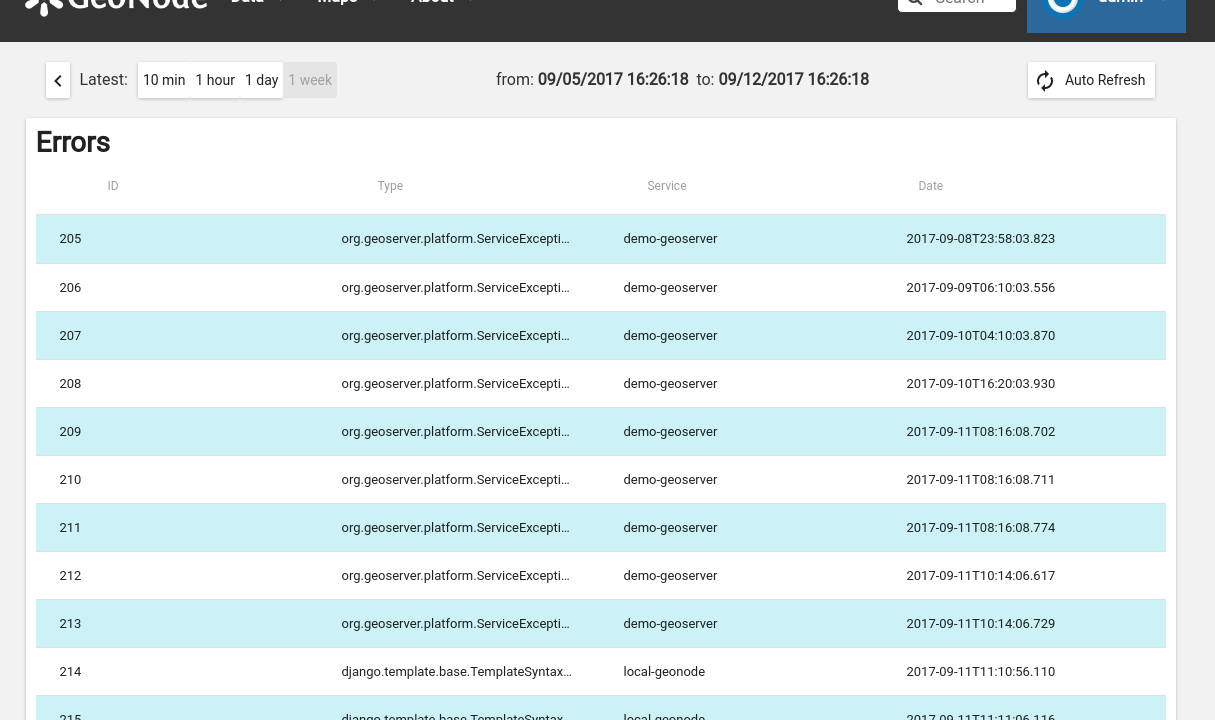 GeoNode Data Maps About Search admin
Latest: 10 min 1 hour 1 day 1 week from: 09/05/2017 16:26:18 to: 09/12/2017 16:26:18 Auto Refresh
Errors
ID Type Service Date
205 org.geoserver.platform.ServiceExcepti... demo-geoserver 2017-09-08T23:58:03.823
206 org.geoserver.platform.ServiceExcepti... demo-geoserver 2017-09-09T06:10:03.556
207 org.geoserver.platform.ServiceExcepti... demo-geoserver 2017-09-10T04:10:03.870
208 org.geoserver.platform.ServiceExcepti... demo-geoserver 2017-09-10T16:20:03.930
209 org.geoserver.platform.ServiceExcepti... demo-geoserver 2017-09-11T08:16:08.702
210 org.geoserver.platform.ServiceExcepti... demo-geoserver 2017-09-11T08:16:08.711
211 org.geoserver.platform.ServiceExcepti... demo-geoserver 2017-09-11T08:16:08.774
212 org.geoserver.platform.ServiceExcepti... demo-geoserver 2017-09-11T10:14:06.617
213 org.geoserver.platform.ServiceExcepti... demo-geoserver 2017-09-11T10:14:06.729
214 django.template.base.TemplateSyntax... local-geonode 2017-09-11T11:10:56.110
215 django.template.base.TemplateSyntax... local-geonode 2017-09-11T11:11:06.116